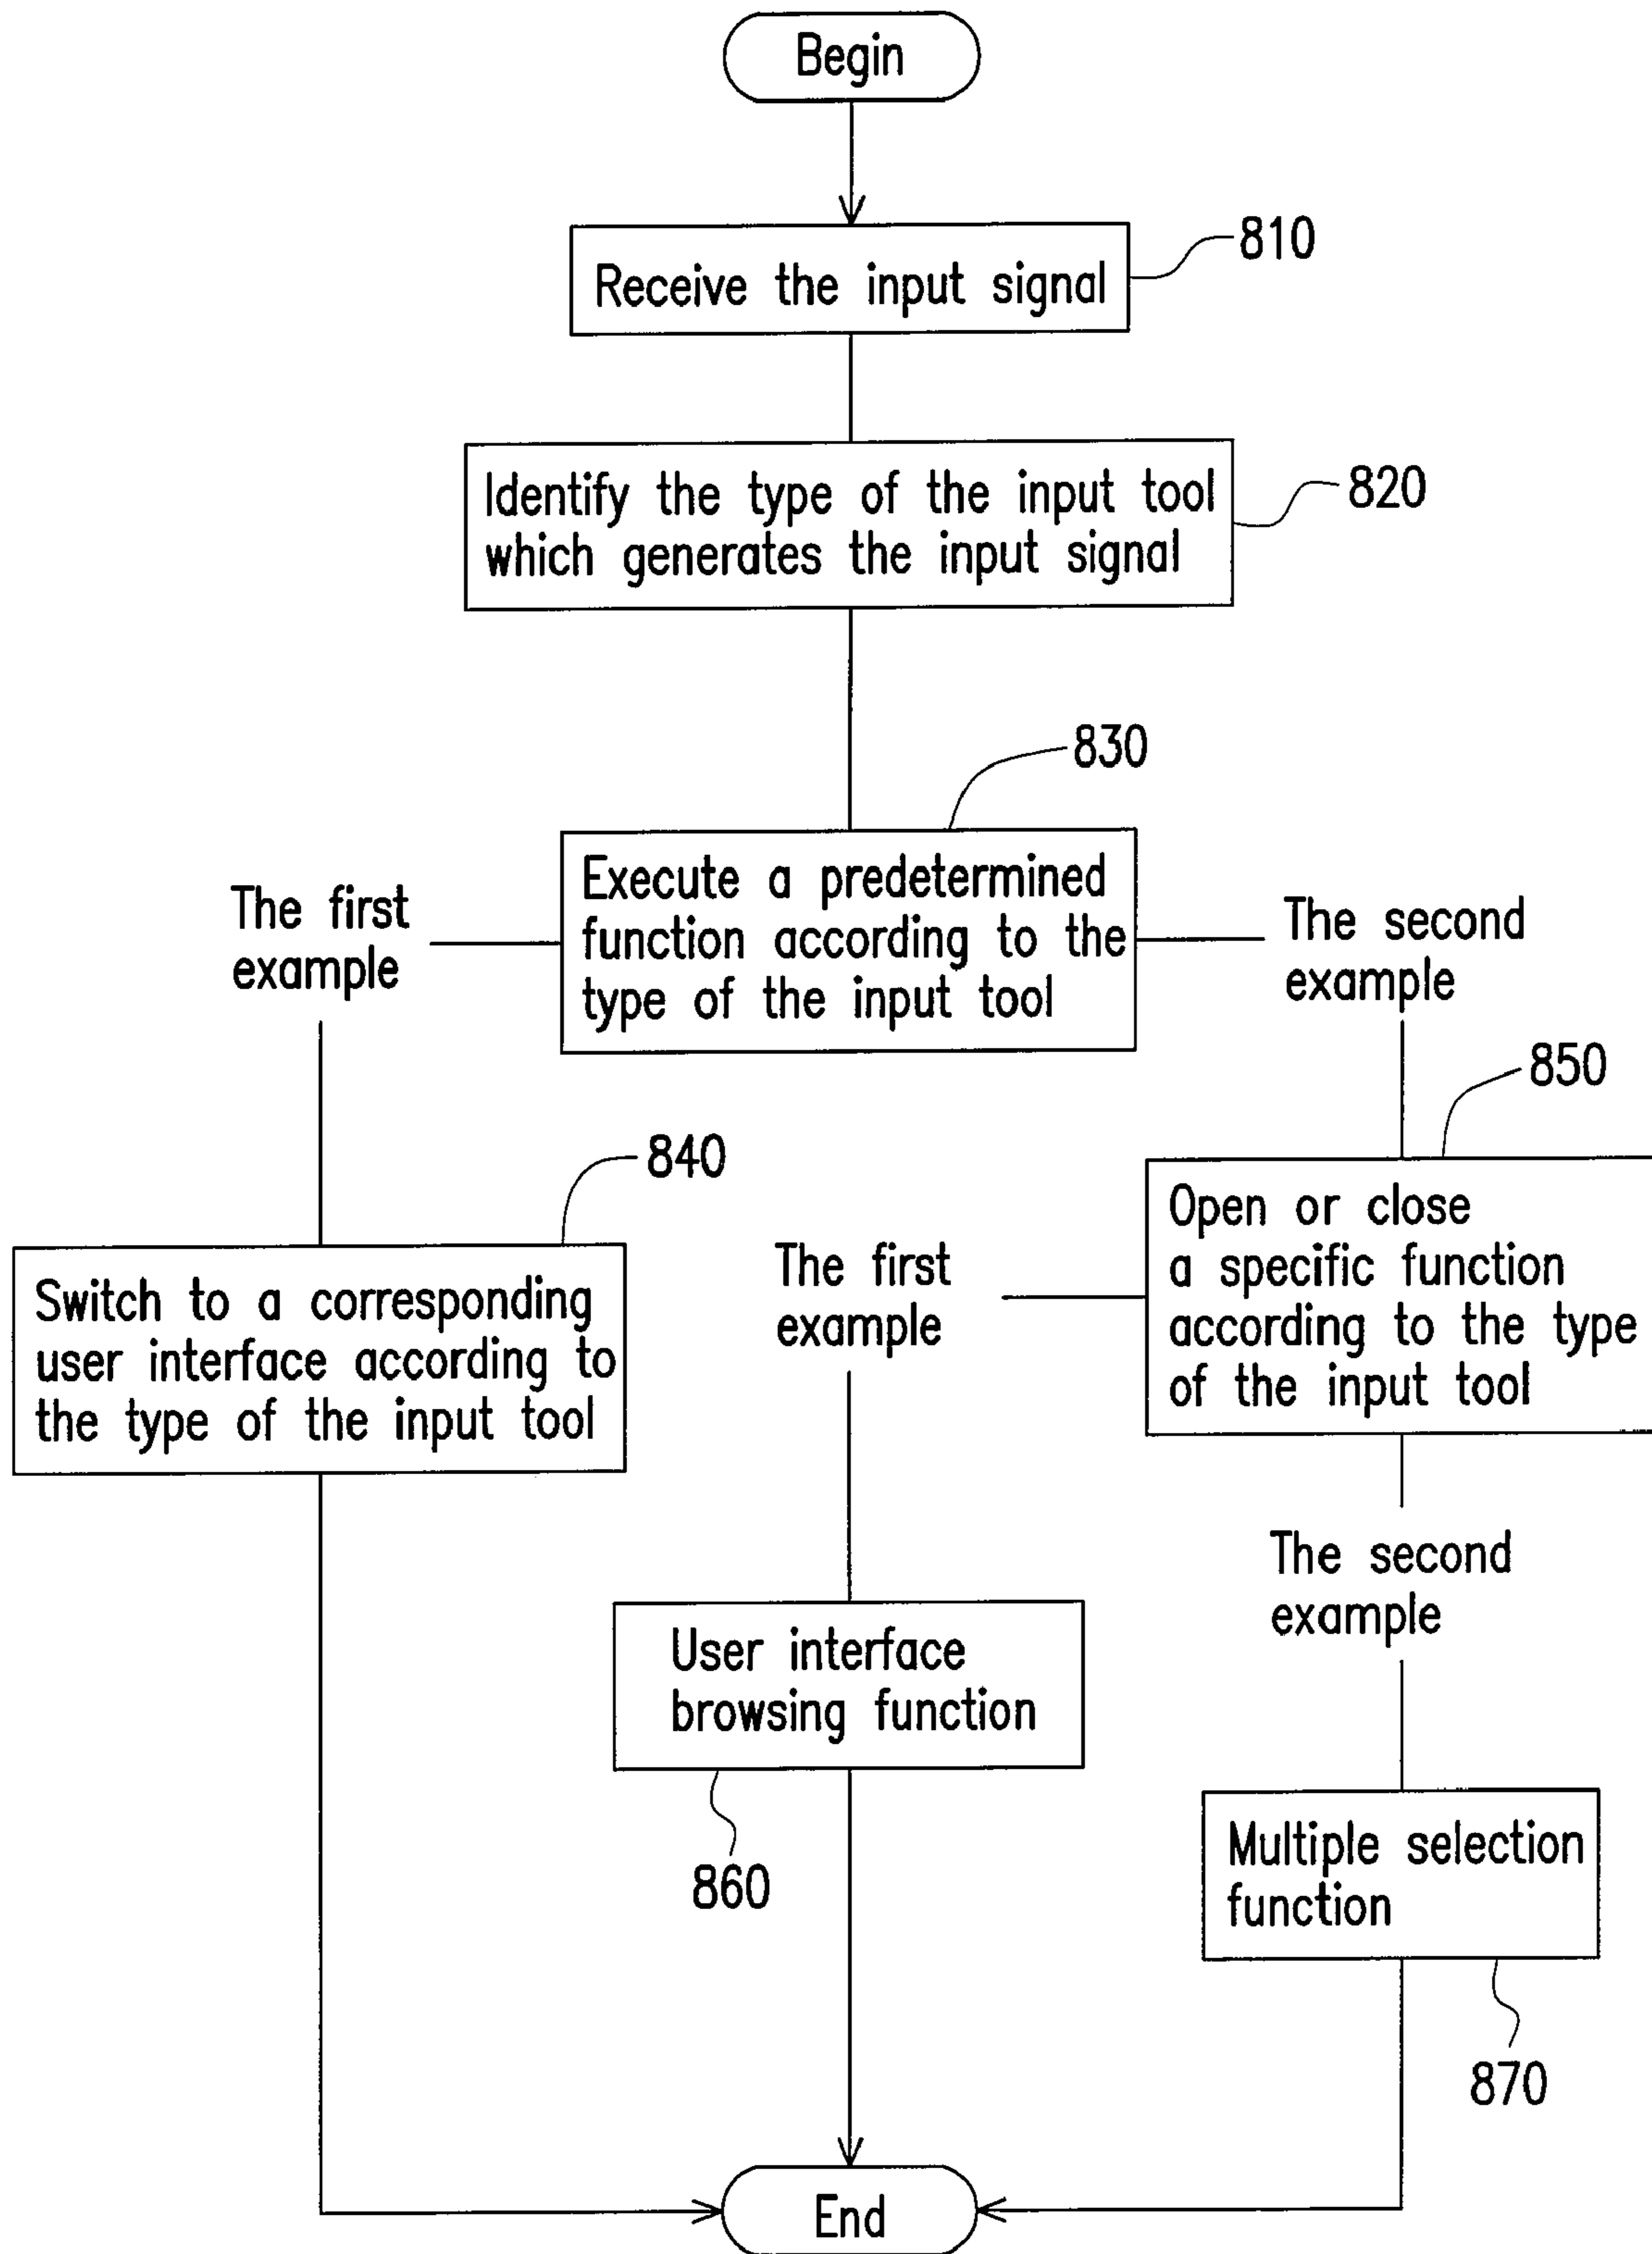 Begin
810
Receive the input signal
820
Identify the type of the input tool
which generates the input signal
830
Execute a predetermined
function according to the
type of the input tool
The first
example
The second
example
840
Switch to a corresponding
user interface according to
the type of the input tool
850
Open or close
a specific function
according to the type
of the input tool
The first
example
The second
example
User interface
browsing function
860
Multiple selection
function
870
End